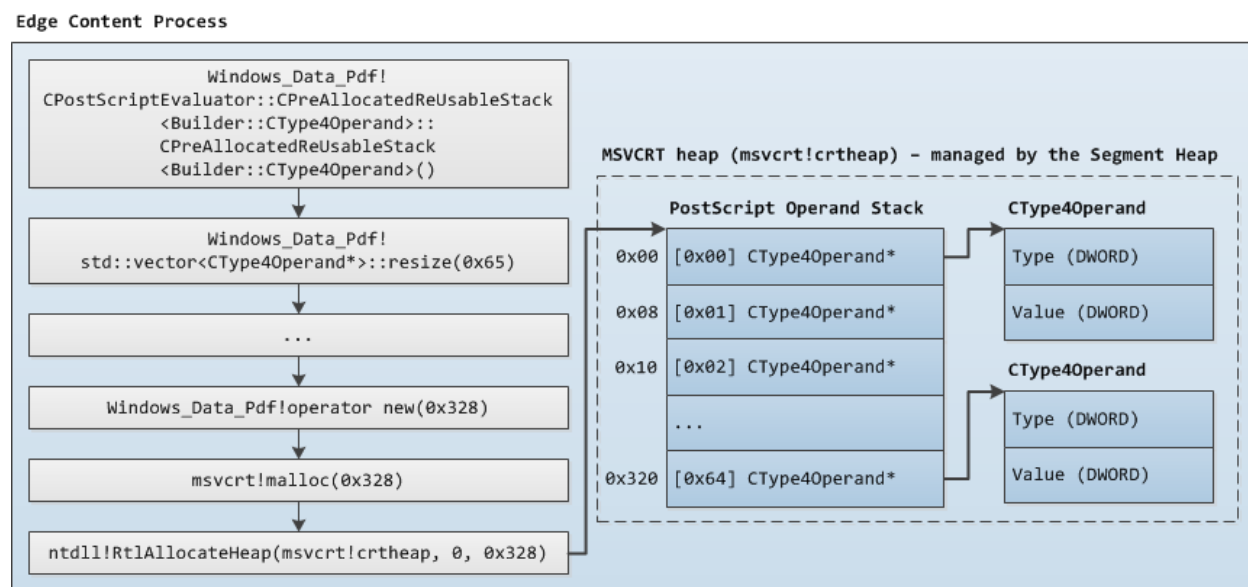 Edge Content Process
Windows_Data_Pdf!
CPostScriptEvaluator::CPreAllocatedReUsableStack
<Builder::CType4Operand>::
CPreAllocatedReUsableStack
<Builder::CType4Operand>()
Windows_Data_Pdf!
std::vector<CType4Operand*>::resize(0x65)
...
Windows_Data_Pdf!operator new(0x328)
msvcrt!malloc(0x328)
ntdll!RtlAllocateHeap(msvcrt!crtheap, 0, 0x328)
MSVCRT heap (msvcrt!crtheap) – managed by the Segment Heap
PostScript Operand Stack
0x00 [0x00] CType4Operand*
0x08 [0x01] CType4Operand*
0x10 [0x02] CType4Operand*
...
0x320 [0x64] CType4Operand*
CType4Operand
Type (DWORD)
Value (DWORD)
CType4Operand
Type (DWORD)
Value (DWORD)